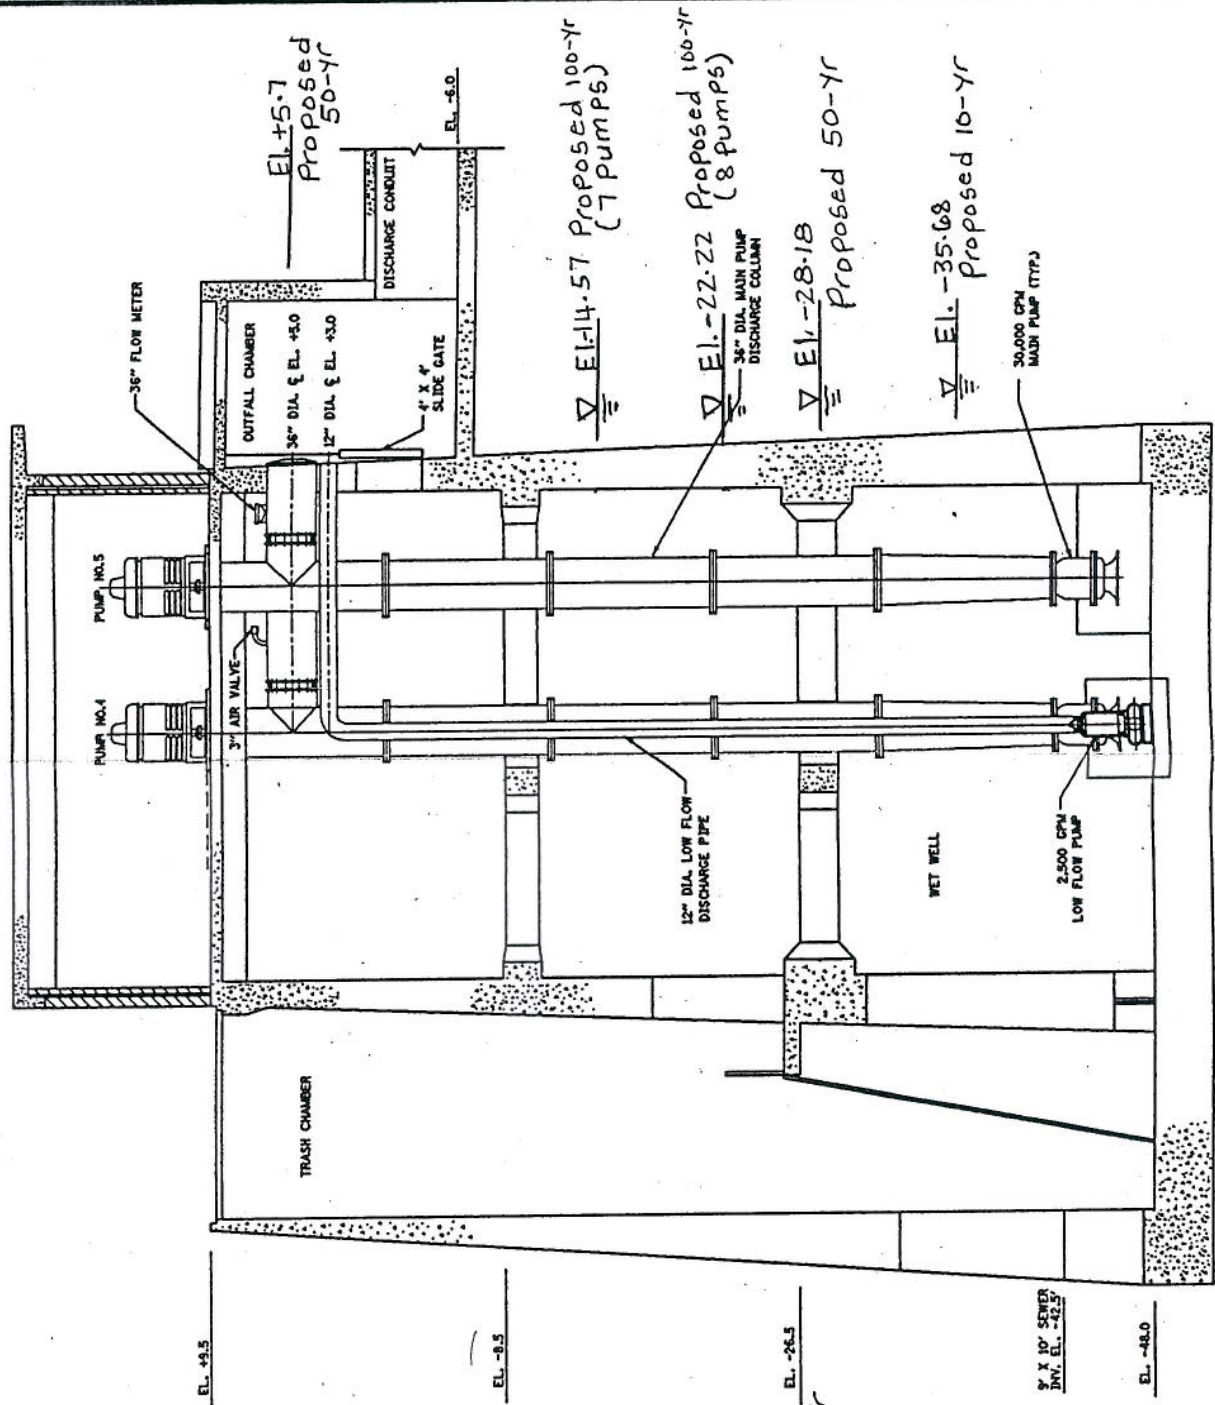 EL +5.7
Proposed
50-Yr
EL. -6.0
36" FLOW METER
OUTFALL CHAMBER
DISCHARGE CONDUIT
36" DIA. ℄ EL. +5.0
12" DIA. ℄ EL. +3.0
4' X 4'
SLIDE GATE
El-14.57 Proposed 100-Yr
(7 PumPs)
El.-22.22 Proposed 100-Yr
(8 PumPs)
36" DIA. MAIN PUMP
DISCHARGE COLUMN
El.-28.18
Proposed 50-Yr
El. -35.68
Proposed 10-Yr
30,000 GPM
MAIN PUMP (TYP.)
PUMP NO.5
PUMP NO.4
3" AIR VALVE
12" DIA. LOW FLOW
DISCHARGE PIPE
WET WELL
2,500 GPM
LOW FLOW PUMP
TRASH CHAMBER
EL. +9.5
EL. -8.5
EL. -26.5
9' X 10' SEWER
INV. EL. -42.5'
EL. -48.0